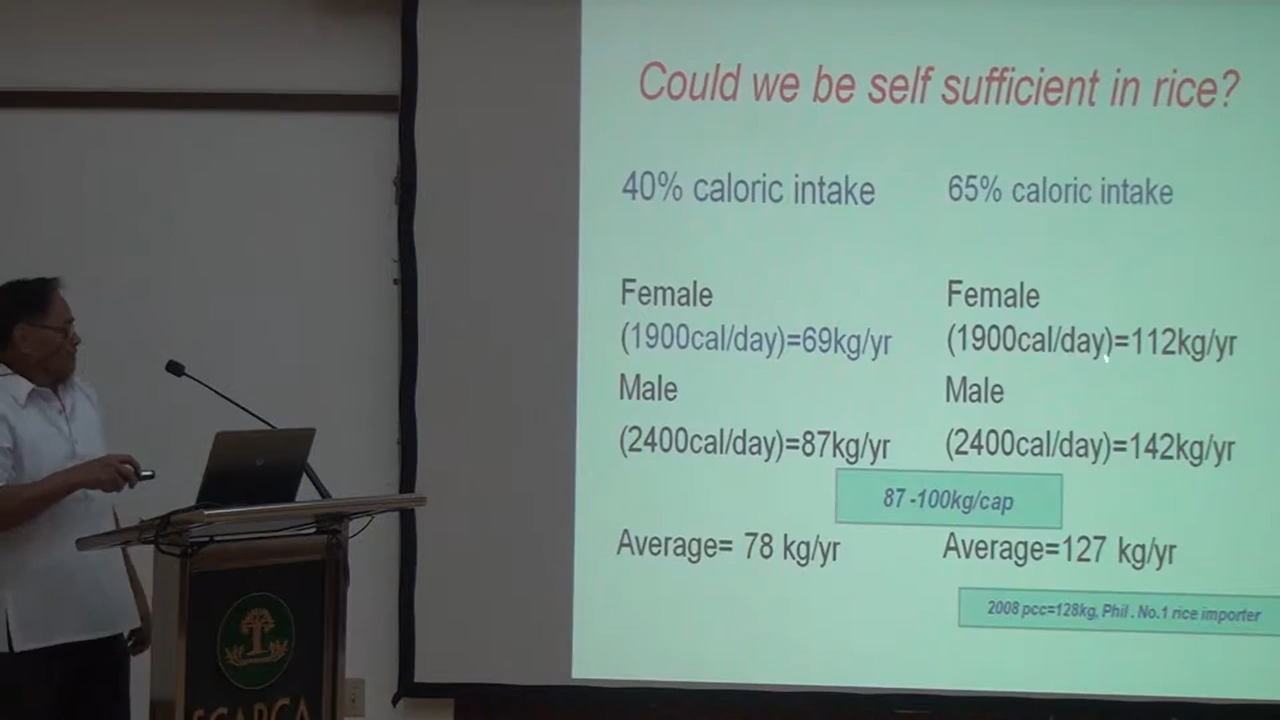 Could we be self sufficient in rice?
40% caloric intake
65% caloric intake
Female
(1900cal/day)=69kg/yr
Male
(2400cal/day)=87kg/yr
Average= 78 kg/yr
Female
(1900cal/day)=112kg/yr
Male
(2400cal/day)=142kg/yr
Average=127 kg/yr
87 -100kg/cap
2008 pcc=128kg, Phil . No.1 rice importer
SEARCA